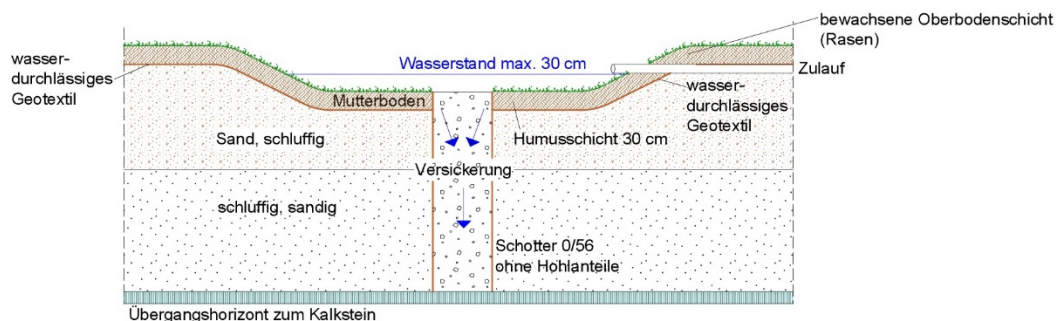 bewachsene Oberbodenschicht
(Rasen)
wasser-
durchlässiges
Geotextil
Wasserstand max. 30 cm
Zulauf
wasser-
durchlässiges
Geotextil
Mutterboden
Sand, schluffig
Humusschicht 30 cm
Versickerung
schluffig, sandig
Schotter 0/56
ohne Hohlanteile
Übergangshorizont zum Kalkstein